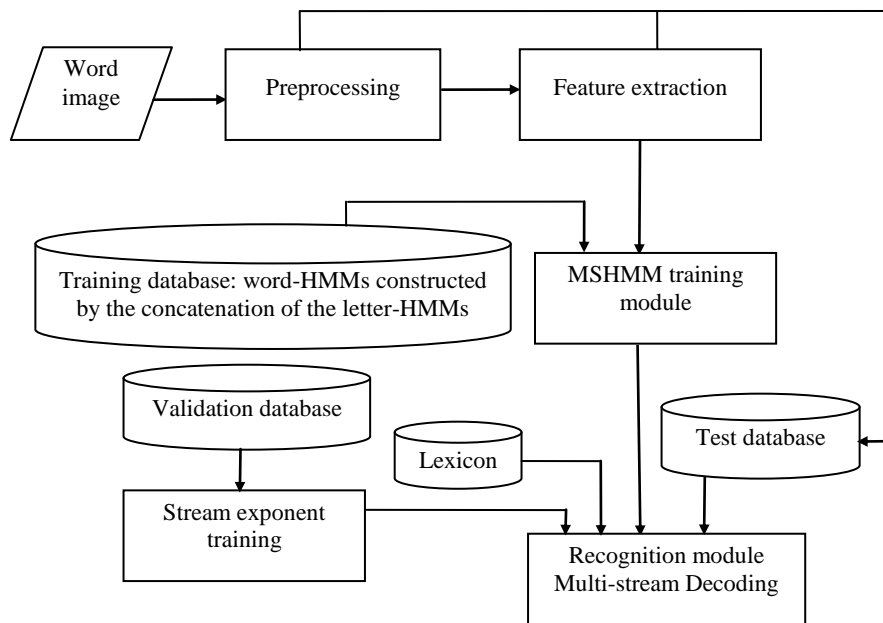 Word
image
Preprocessing
Feature extraction
Training database: word-HMMs constructed
by the concatenation of the letter-HMMs
MSHMM training
module
Validation database
Lexicon
Test database
Stream exponent
training
Recognition module
Multi-stream Decoding